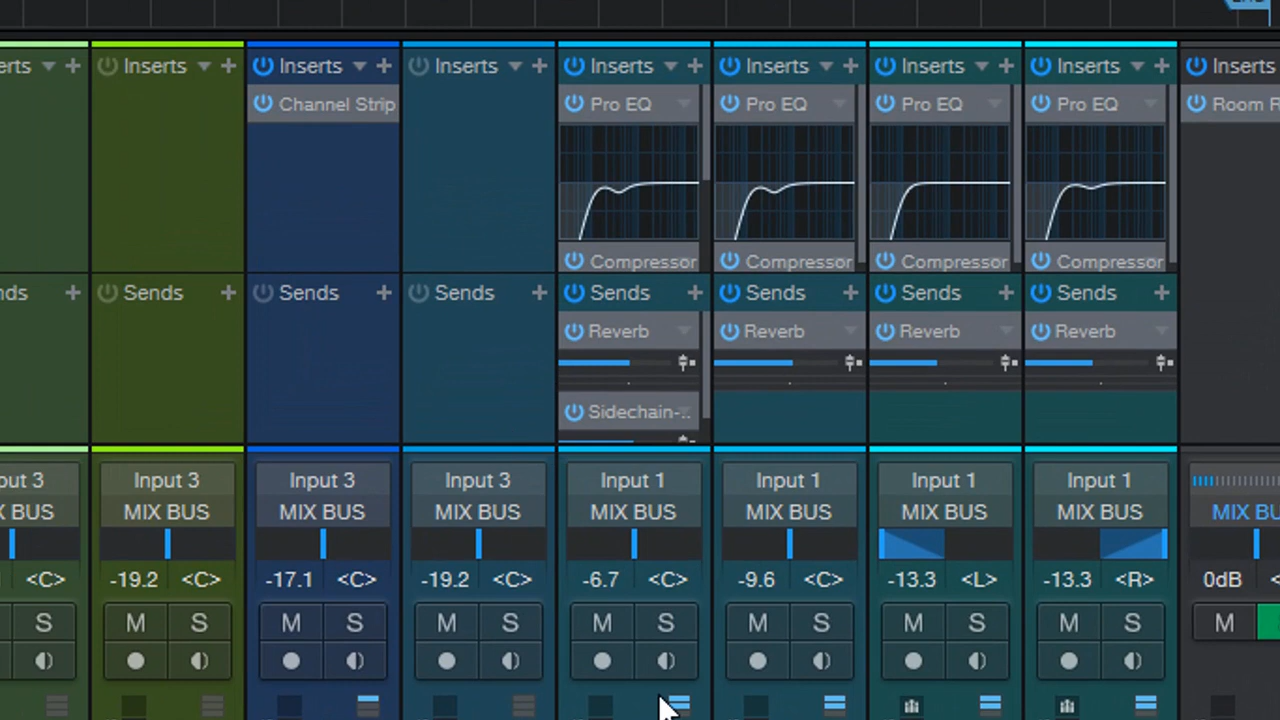 erts Inserts Inserts Inserts Inserts Inserts Inserts Inserts Inserts
Channel Strip Pro EQ Pro EQ Pro EQ Pro EQ Room R
Compressor Compressor Compressor Compressor
nds Sends Sends Sends Sends Sends Sends Sends
Reverb Reverb Reverb Reverb
Sidechain-..
out 3 Input 3 Input 3 Input 3 Input 1 Input 1 Input 1 Input 1
X BUS MIX BUS MIX BUS MIX BUS MIX BUS MIX BUS MIX BUS MIX BUS MIX BU
<C> -19.2 <C> -17.1 <C> -19.2 <C> -6.7 <C> -9.6 <C> -13.3 <L> -13.3 <R> 0dB <
S M S M S M S M S M S M S M S M